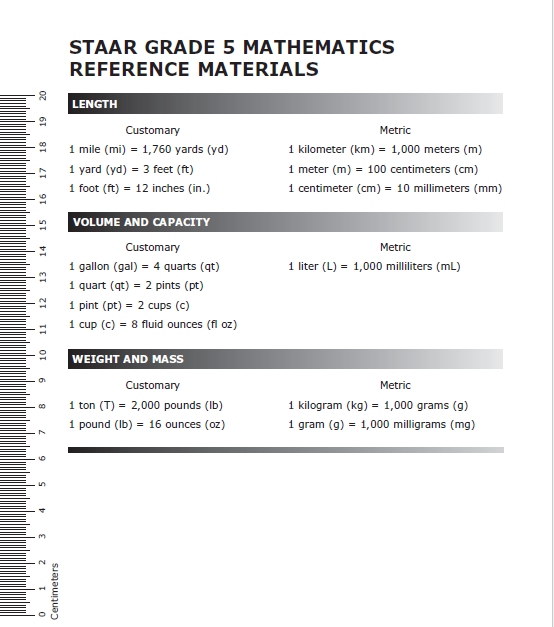 STAAR GRADE 5 MATHEMATICS
REFERENCE MATERIALS
LENGTH
Customary
Metric
1 mile (mi) = 1,760 yards (yd)
1 kilometer (km) = 1,000 meters (m)
1 yard (yd) = 3 feet (ft)
1 meter (m) = 100 centimeters (cm)
1 foot (ft) = 12 inches (in.)
1 centimeter (cm) = 10 millimeters (mm)
VOLUME AND CAPACITY
Customary
Metric
1 gallon (gal) = 4 quarts (qt)
1 liter (L) = 1,000 milliliters (mL)
1 quart (qt) = 2 pints (pt)
1 pint (pt) = 2 cups (c)
1 cup (c) = 8 fluid ounces (fl oz)
WEIGHT AND MASS
Customary
Metric
1 ton (T) = 2,000 pounds (lb)
1 kilogram (kg) = 1,000 grams (g)
1 pound (lb) = 16 ounces (oz)
1 gram (g) = 1,000 milligrams (mg)
0 1 2 3 4 5 6 7 8 9 10 11 12 13 14 15 16 17 18 19 20
Centimeters